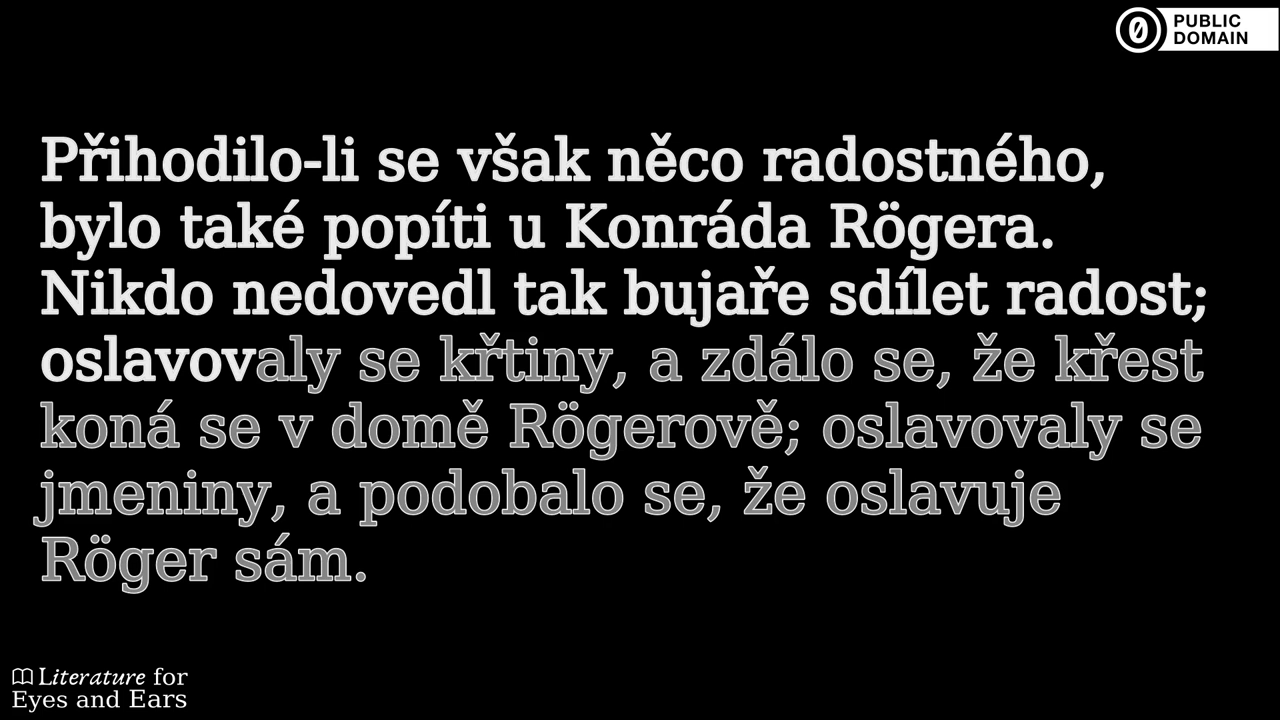 PUBLIC
DOMAIN
Přihodilo-li se však něco radostného,
bylo také popíti u Konráda Rögera.
Nikdo nedovedl tak bujaře sdílet radost;
oslavovaly se křtiny, a zdálo se, že křest
koná se v domě Rögerově; oslavovaly se
jmeniny, a podobalo se, že oslavuje
Röger sám.
Literature for
Eyes and Ears